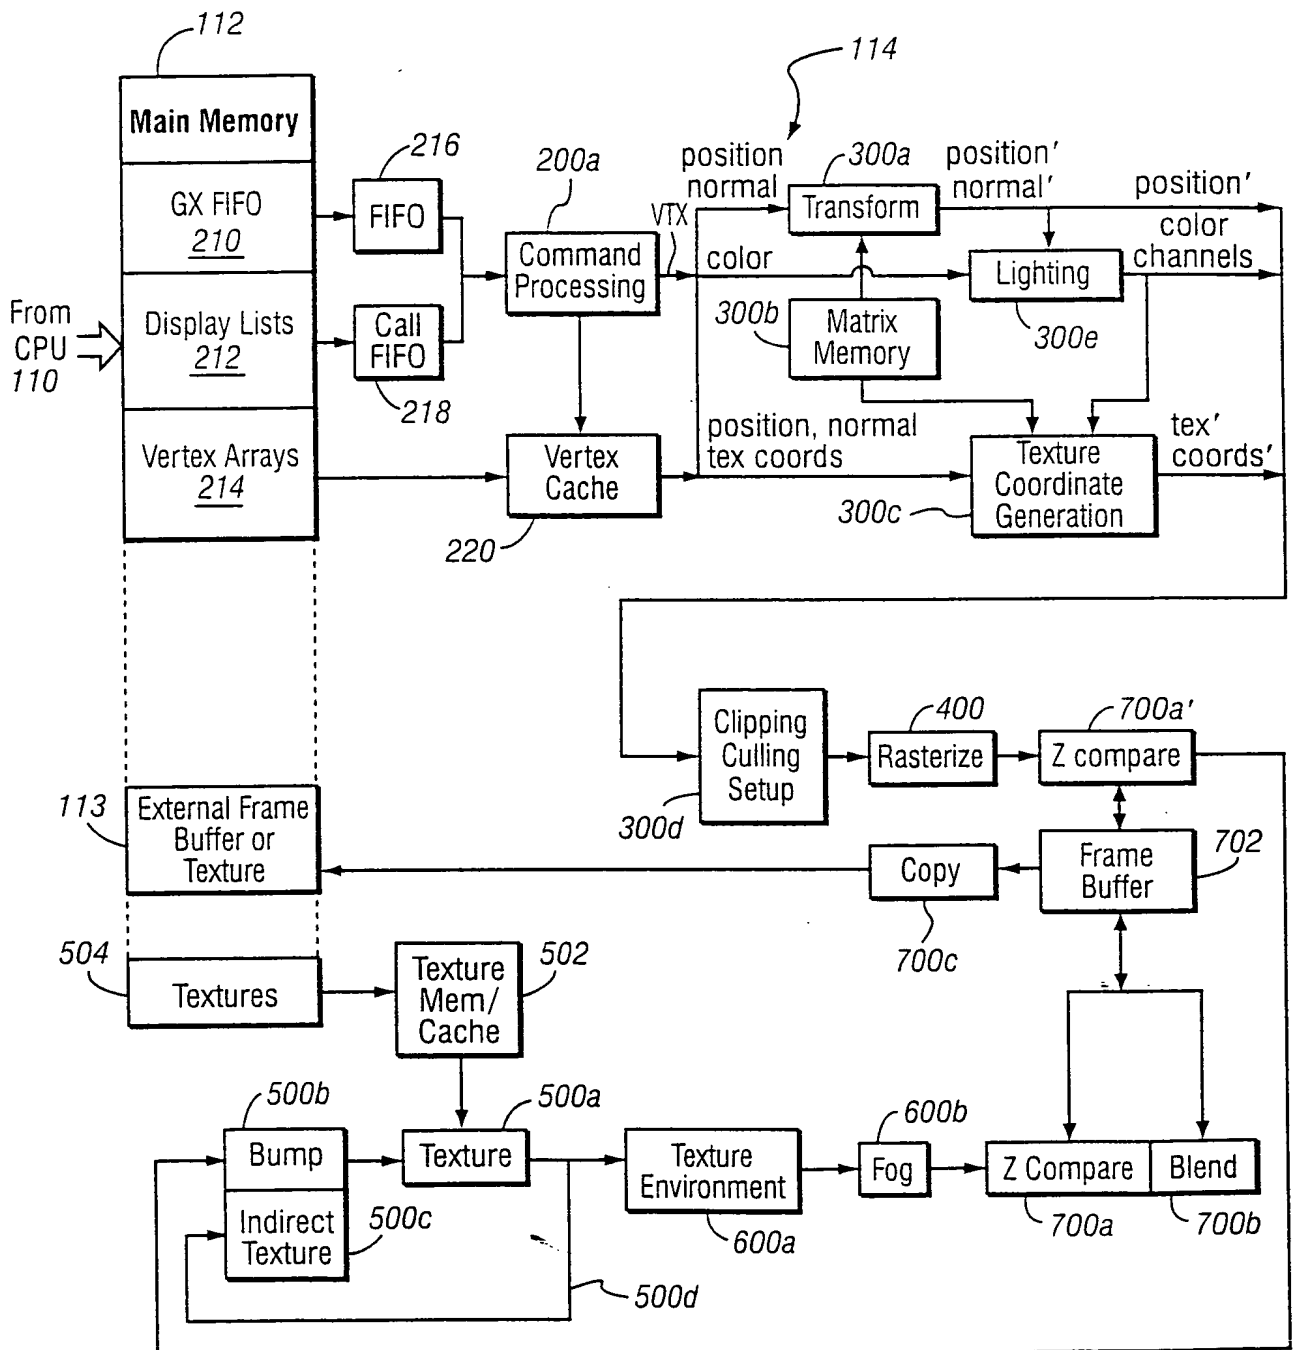 112
114
Main Memory
216
200a
position
normal
300a
position'
normal'
position'
GX FIFO
210
FIFO
VTX
Transform
color
channels
Command
Processing
color
Lighting
From
CPU
110
Display Lists
212
Call
FIFO
218
300b
Matrix
Memory
300e
Vertex Arrays
214
Vertex
Cache
220
position, normal
tex coords
300c
Texture
Coordinate
Generation
tex'
coords'
Clipping
Culling
Setup
300d
400
Rasterize
700a'
Z compare
113
External Frame
Buffer or
Texture
Copy
700c
Frame
Buffer
702
504
Textures
Texture
Mem/
Cache
502
500b
Bump
500a
Texture
Texture
Environment
600a
600b
Fog
Z Compare
Blend
700a
700b
Indirect
Texture
500c
500d